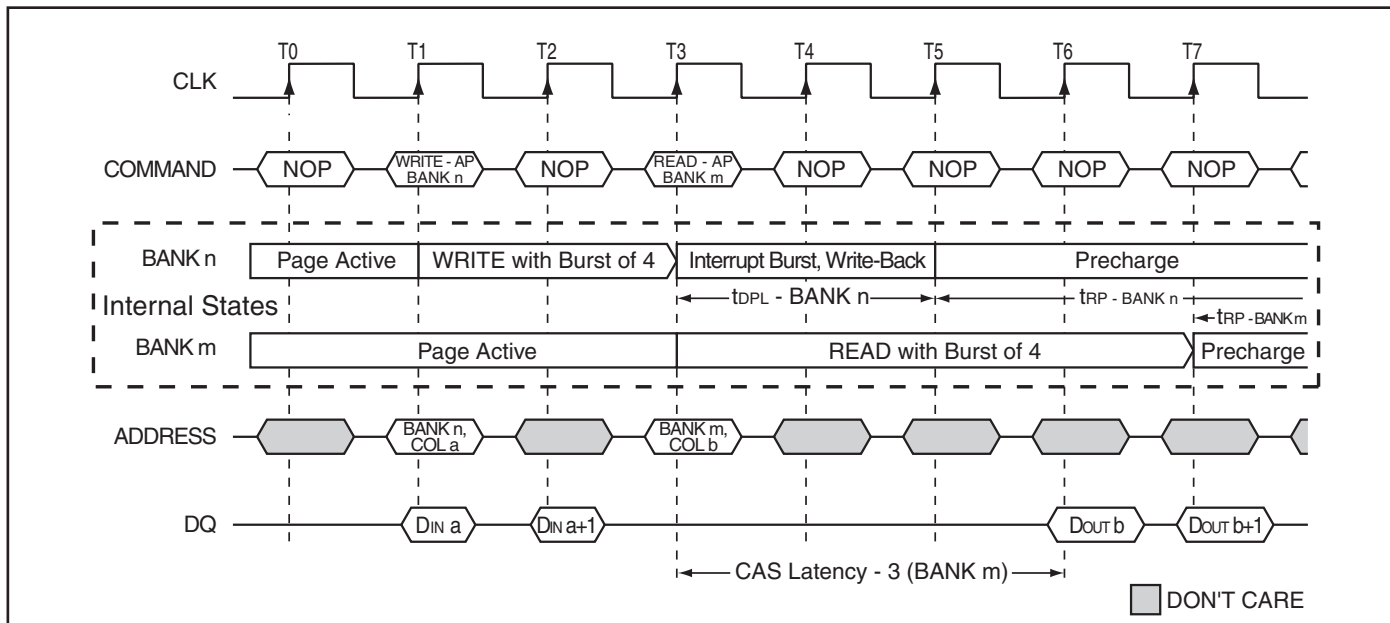 T0 T1 T2 T3 T4 T5 T6 T7
CLK
COMMAND NOP WRITE - AP BANK n NOP READ - AP BANK m NOP NOP NOP NOP
BANK n Page Active WRITE with Burst of 4 Interrupt Burst, Write-Back Precharge
tDPL - BANK n tRP - BANK n
Internal States
tRP - BANK m
BANK m Page Active READ with Burst of 4 Precharge
ADDRESS BANK n, COL a BANK m, COL b
DQ DIN a DIN a+1 DOUT b DOUT b+1
CAS Latency - 3 (BANK m)
DON'T CARE